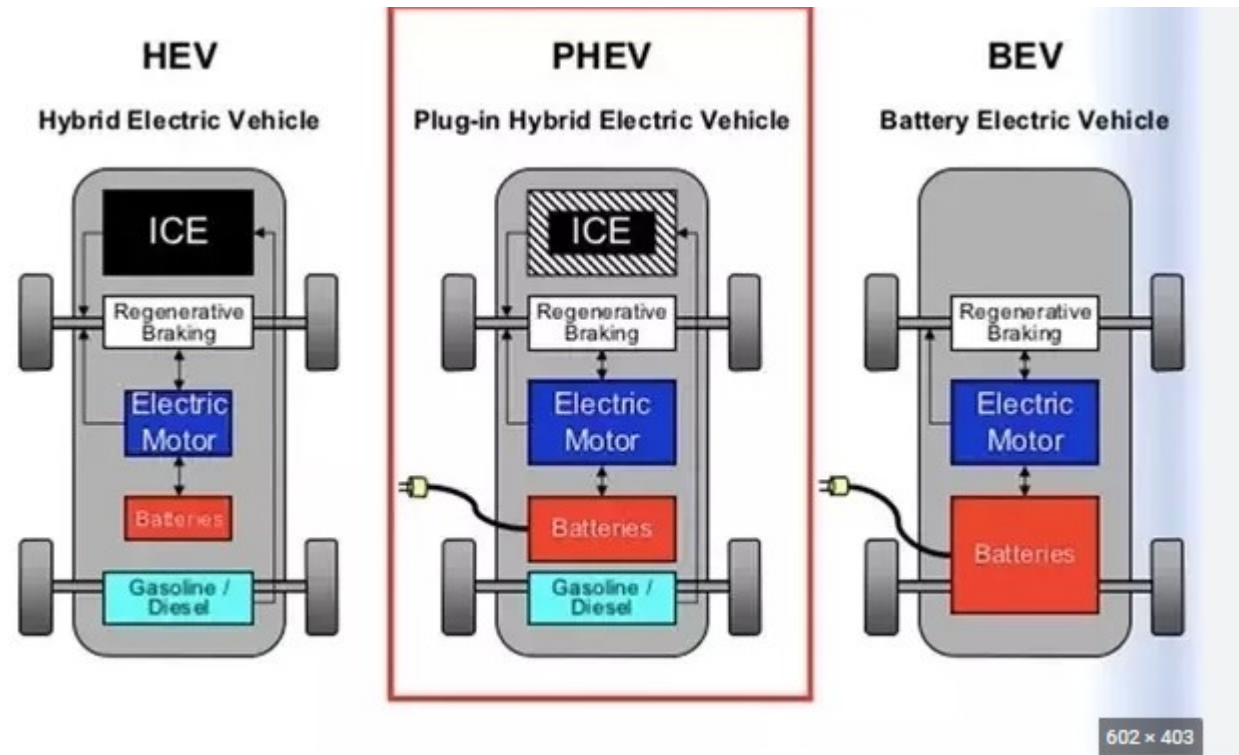 HEV
Hybrid Electric Vehicle
ICE
Regenerative
Braking
Electric
Motor
Batteries
Gasoline /
Diesel
PHEV
Plug-in Hybrid Electric Vehicle
ICE
Regenerative
Braking
Electric
Motor
Batteries
Gasoline /
Diesel
BEV
Battery Electric Vehicle
Regenerative
Braking
Electric
Motor
Batteries
602 × 403